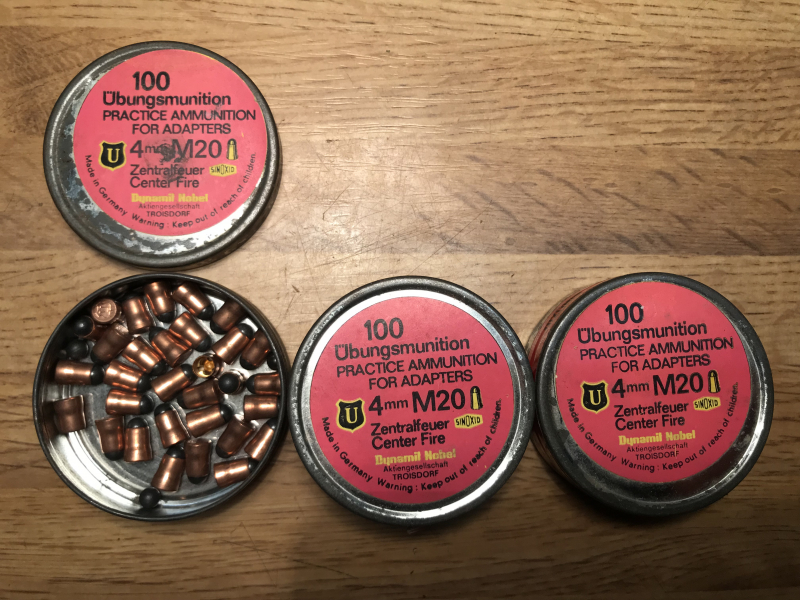 100
Übungsmunition
PRACTICE AMMUNITION
FOR ADAPTERS
U 4mm M20
Zentralfeuer SINOXID
Center Fire
Dynamit Nobel
Aktiengesellschaft
TROISDORF
Made in Germany Warning : Keep out of reach of children.
100
Übungsmunition
PRACTICE AMMUNITION
FOR ADAPTERS
U 4mm M20
Zentralfeuer SINOXID
Center Fire
Dynamit Nobel
Aktiengesellschaft
TROISDORF
Made in Germany Warning : Keep out of reach of children.
100
Übungsmunition
PRACTICE AMMUNITION
FOR ADAPTERS
U 4mm M20
Zentralfeuer SINOXID
Center Fire
Dynamit Nobel
Aktiengesellschaft
TROISDORF
Made in Germany Warning : Keep out of reach of children.